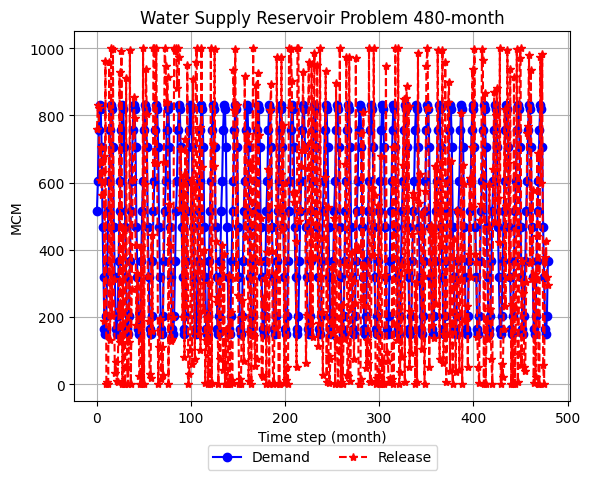 Water Supply Reservoir Problem 480-month
MCM
1000
800
600
400
200
0
0 100 200 300 400 500
Time step (month)
Demand Release